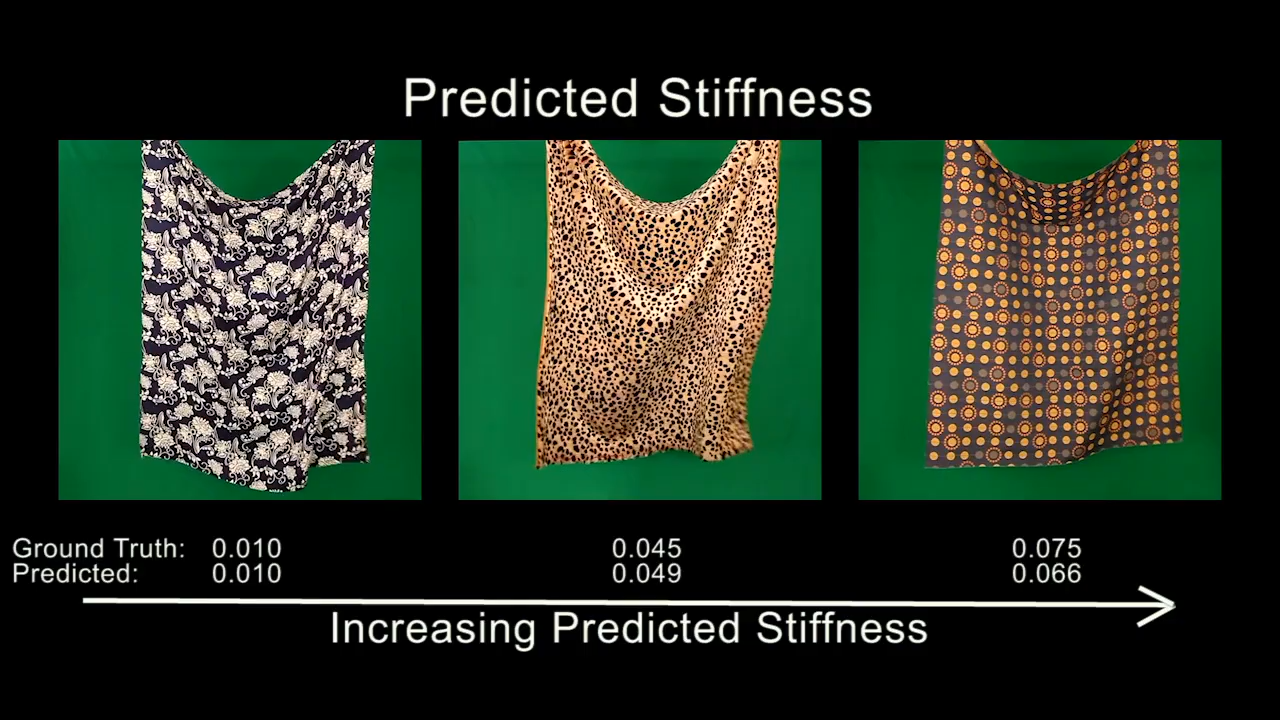 Predicted Stiffness
Ground Truth: 0.010 0.045 0.075
Predicted: 0.010 0.049 0.066
Increasing Predicted Stiffness